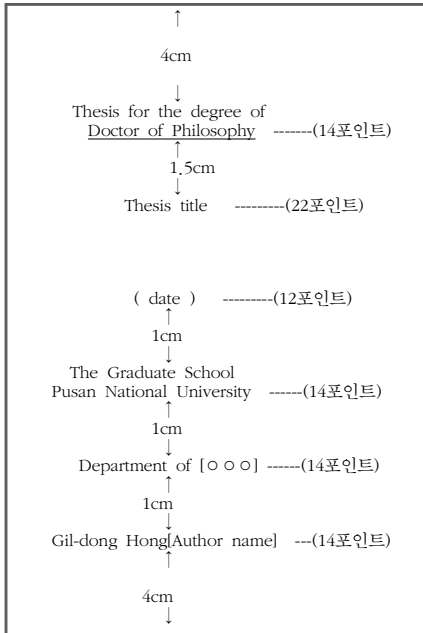 ↑
4cm
↓
Thesis for the degree of
Doctor of Philosophy -------(14포인트)
↑
1.5cm
↓
Thesis title ---------(22포인트)
( date ) ---------(12포인트)
↑
1cm
↓
The Graduate School
Pusan National University ------(14포인트)
↑
1cm
↓
Department of [ㅇㅇㅇ] ------(14포인트)
↑
1cm
↓
Gil-dong Hong[Author name] ---(14포인트)
↑
4cm
↓